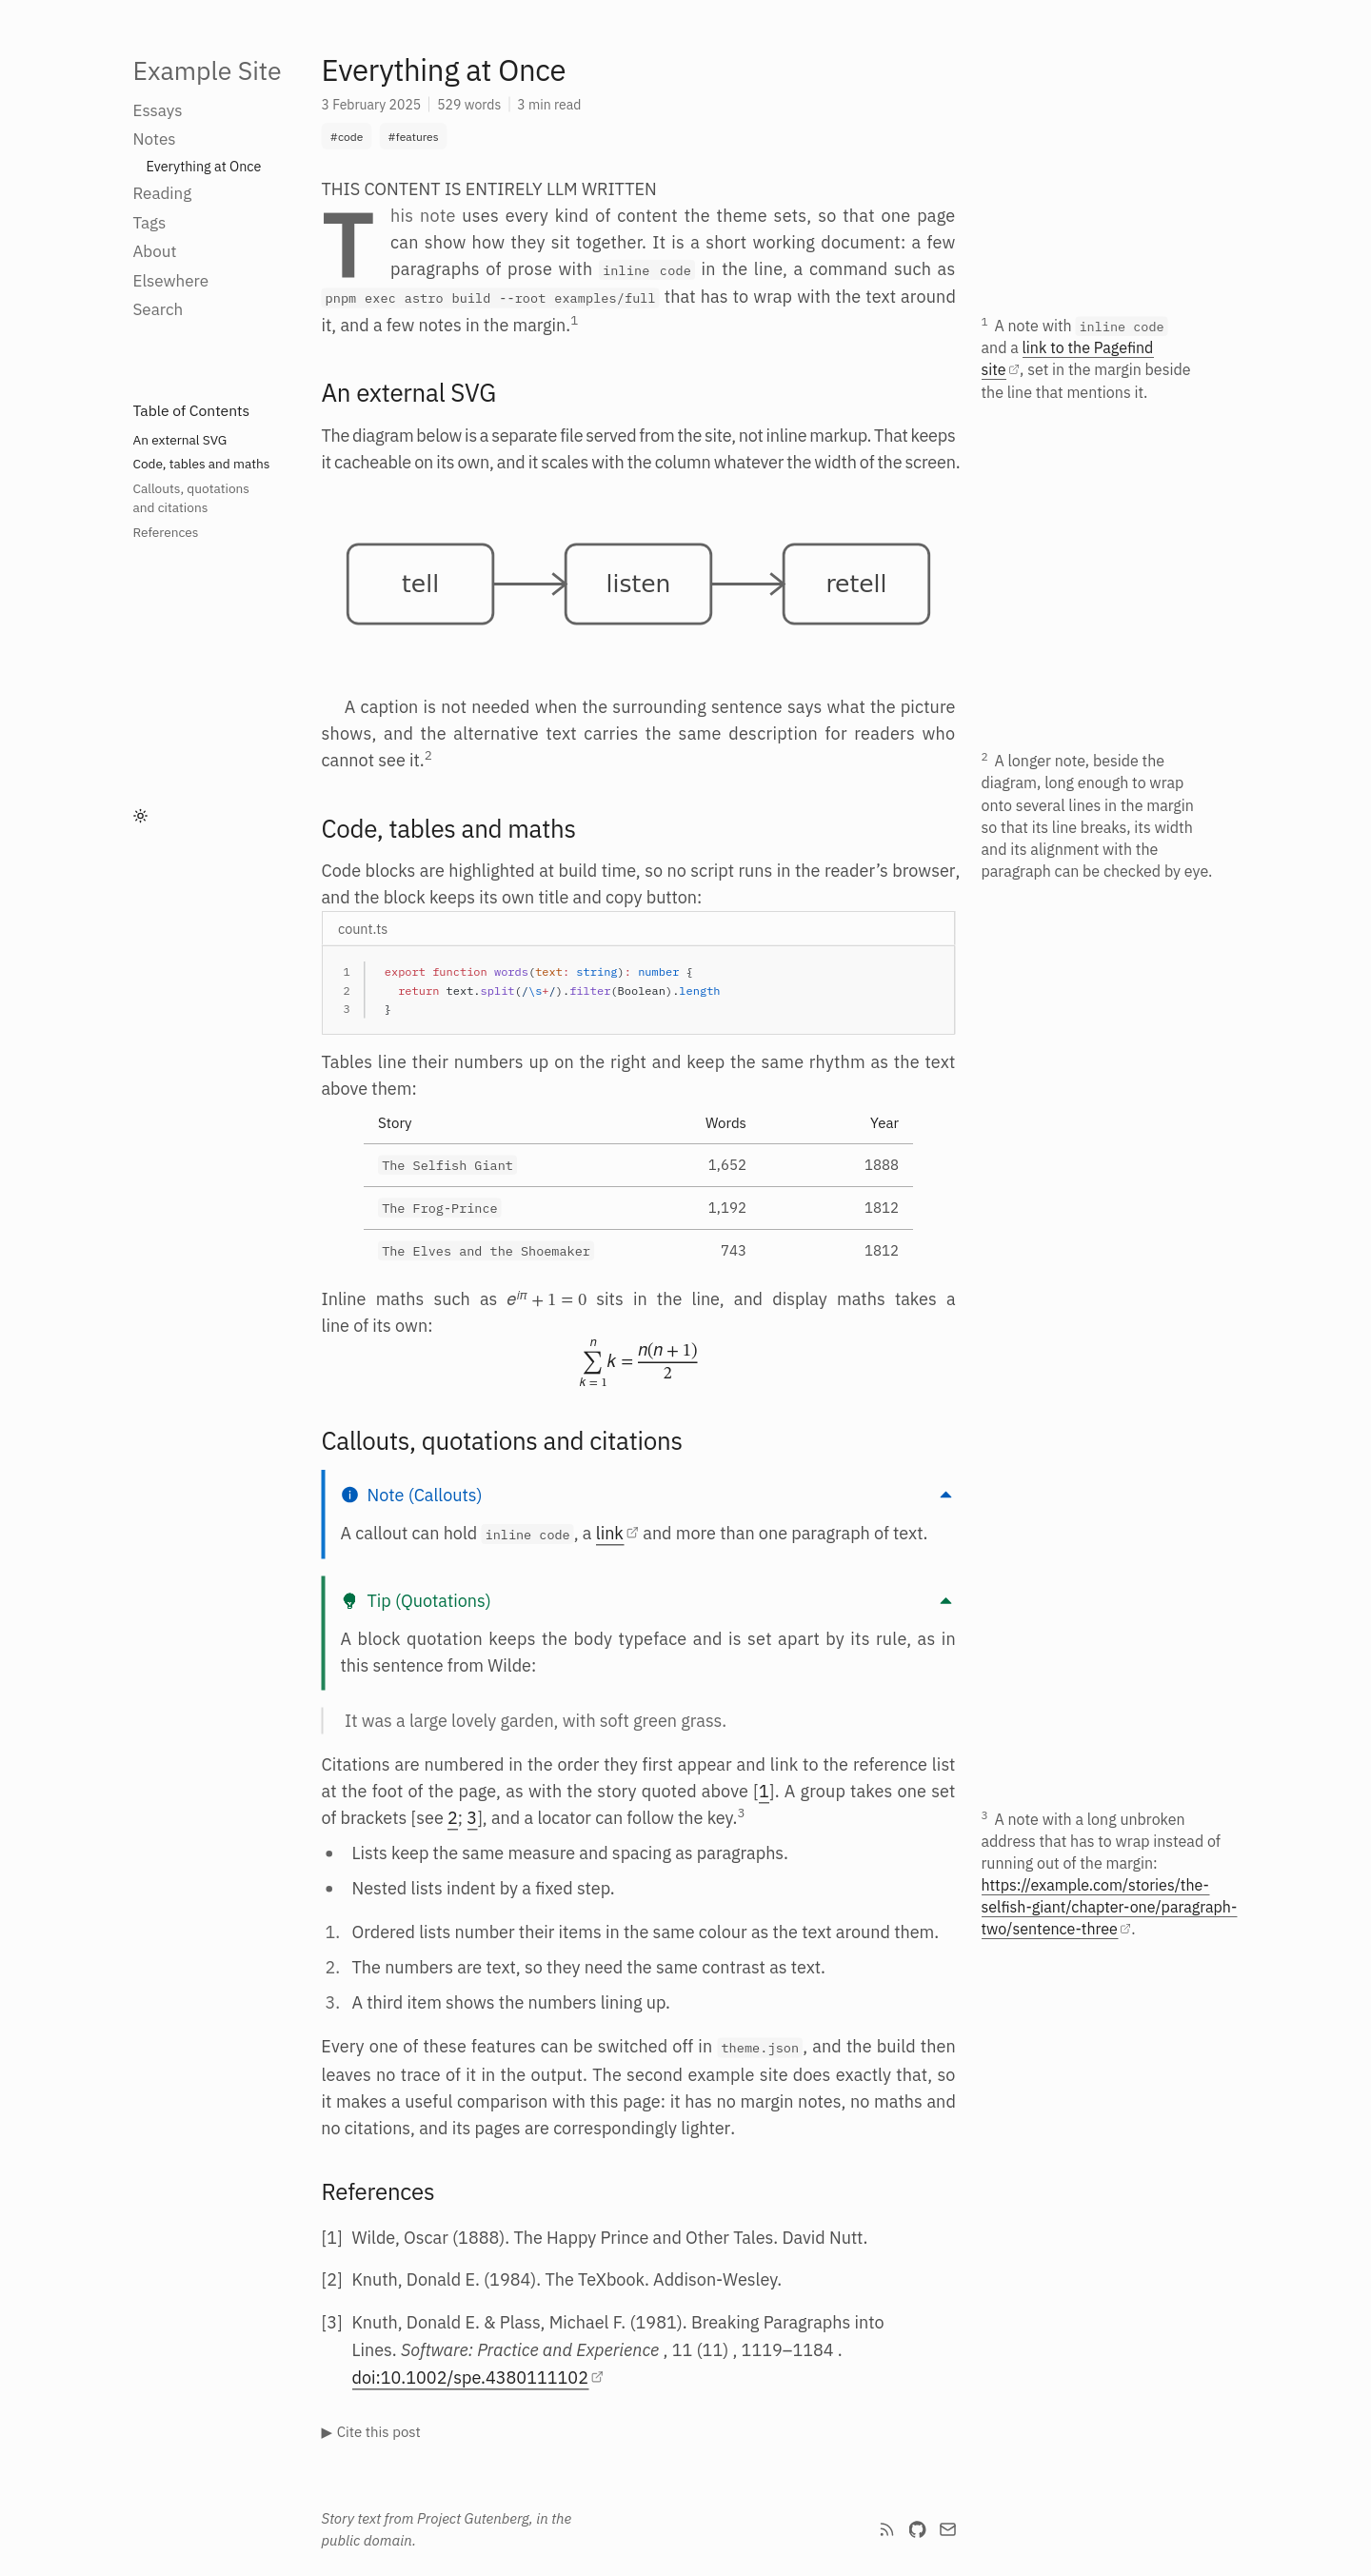 Example Site
Essays
Notes
Everything at Once
Reading
Tags
About
Elsewhere
Search
Table of Contents
An external SVG
Code, tables and maths
Callouts, quotations
and citations
References
Everything at Once
3 February 2025 | 529 words | 3 min read
#code #features
THIS CONTENT IS ENTIRELY LLM WRITTEN
This note uses every kind of content the theme sets, so that one page
can show how they sit together. It is a short working document: a few
paragraphs of prose with inline code in the line, a command such as
pnpm exec astro build --root examples/full that has to wrap with the text around
it, and a few notes in the margin.1
1 A note with inline code
and a link to the Pagefind
site, set in the margin beside
the line that mentions it.
An external SVG
The diagram below is a separate file served from the site, not inline markup. That keeps
it cacheable on its own, and it scales with the column whatever the width of the screen.
tell listen retell
A caption is not needed when the surrounding sentence says what the picture
shows, and the alternative text carries the same description for readers who
cannot see it.2
2 A longer note, beside the
diagram, long enough to wrap
onto several lines in the margin
so that its line breaks, its width
and its alignment with the
paragraph can be checked by eye.
Code, tables and maths
Code blocks are highlighted at build time, so no script runs in the reader’s browser,
and the block keeps its own title and copy button:
count.ts
1 export function words(text: string): number {
2 return text.split(/\s+/).filter(Boolean).length
3 }
Tables line their numbers up on the right and keep the same rhythm as the text
above them:
Story Words Year
The Selfish Giant 1,652 1888
The Frog-Prince 1,192 1812
The Elves and the Shoemaker 743 1812
Inline maths such as e^{iπ} + 1 = 0 sits in the line, and display maths takes a
line of its own:
∑_{k = 1}^{n} k = n(n + 1) / 2
Callouts, quotations and citations
Note (Callouts)
A callout can hold inline code, a link and more than one paragraph of text.
Tip (Quotations)
A block quotation keeps the body typeface and is set apart by its rule, as in
this sentence from Wilde:
It was a large lovely garden, with soft green grass.
Citations are numbered in the order they first appear and link to the reference list
at the foot of the page, as with the story quoted above [1]. A group takes one set
of brackets [see 2; 3], and a locator can follow the key.3
3 A note with a long unbroken
address that has to wrap instead of
running out of the margin:
https://example.com/stories/the-
selfish-giant/chapter-one/paragraph-
two/sentence-three.
• Lists keep the same measure and spacing as paragraphs.
• Nested lists indent by a fixed step.
1. Ordered lists number their items in the same colour as the text around them.
2. The numbers are text, so they need the same contrast as text.
3. A third item shows the numbers lining up.
Every one of these features can be switched off in theme.json, and the build then
leaves no trace of it in the output. The second example site does exactly that, so
it makes a useful comparison with this page: it has no margin notes, no maths and
no citations, and its pages are correspondingly lighter.
References
[1] Wilde, Oscar (1888). The Happy Prince and Other Tales. David Nutt.
[2] Knuth, Donald E. (1984). The TeXbook. Addison-Wesley.
[3] Knuth, Donald E. & Plass, Michael F. (1981). Breaking Paragraphs into
Lines. Software: Practice and Experience , 11 (11) , 1119–1184 .
doi:10.1002/spe.4380111102
▶ Cite this post
Story text from Project Gutenberg, in the
public domain.